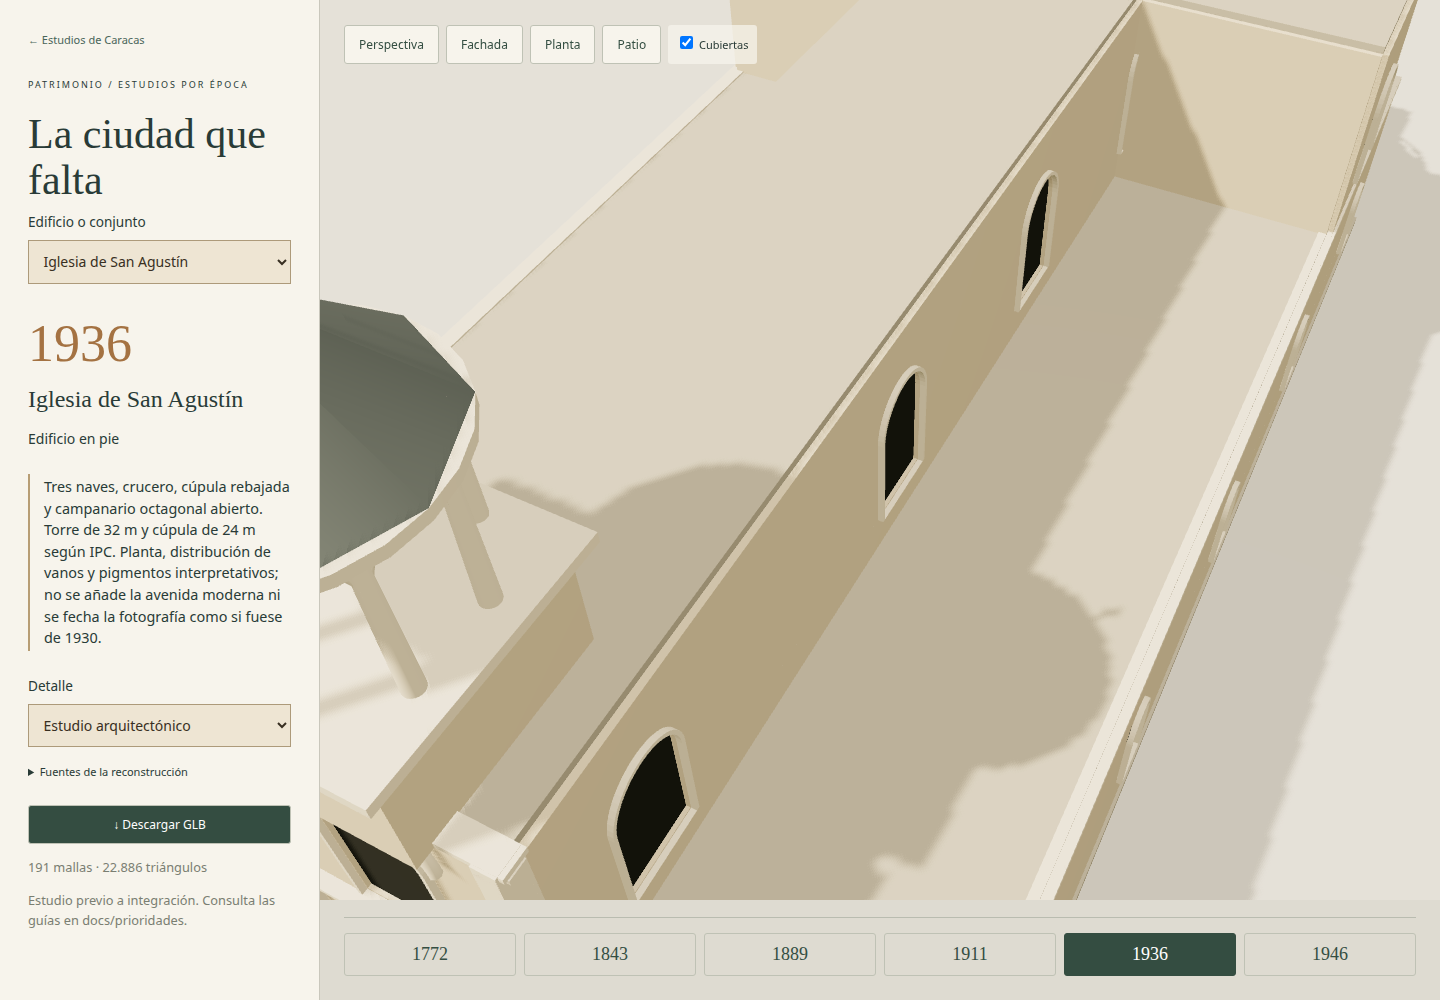 ← Estudios de Caracas
PATRIMONIO / ESTUDIOS POR ÉPOCA
La ciudad que
falta
Edificio o conjunto
Iglesia de San Agustín
1936
Iglesia de San Agustín
Edificio en pie
Tres naves, crucero, cúpula rebajada
y campanario octagonal abierto.
Torre de 32 m y cúpula de 24 m
según IPC. Planta, distribución de
vanos y pigmentos interpretativos;
no se añade la avenida moderna ni
se fecha la fotografía como si fuese
de 1930.
Detalle
Estudio arquitectónico
Fuentes de la reconstrucción
↓ Descargar GLB
191 mallas · 22.886 triángulos
Estudio previo a integración. Consulta las
guías en docs/prioridades.
Perspectiva Fachada Planta Patio Cubiertas
1772 1843 1889 1911 1936 1946